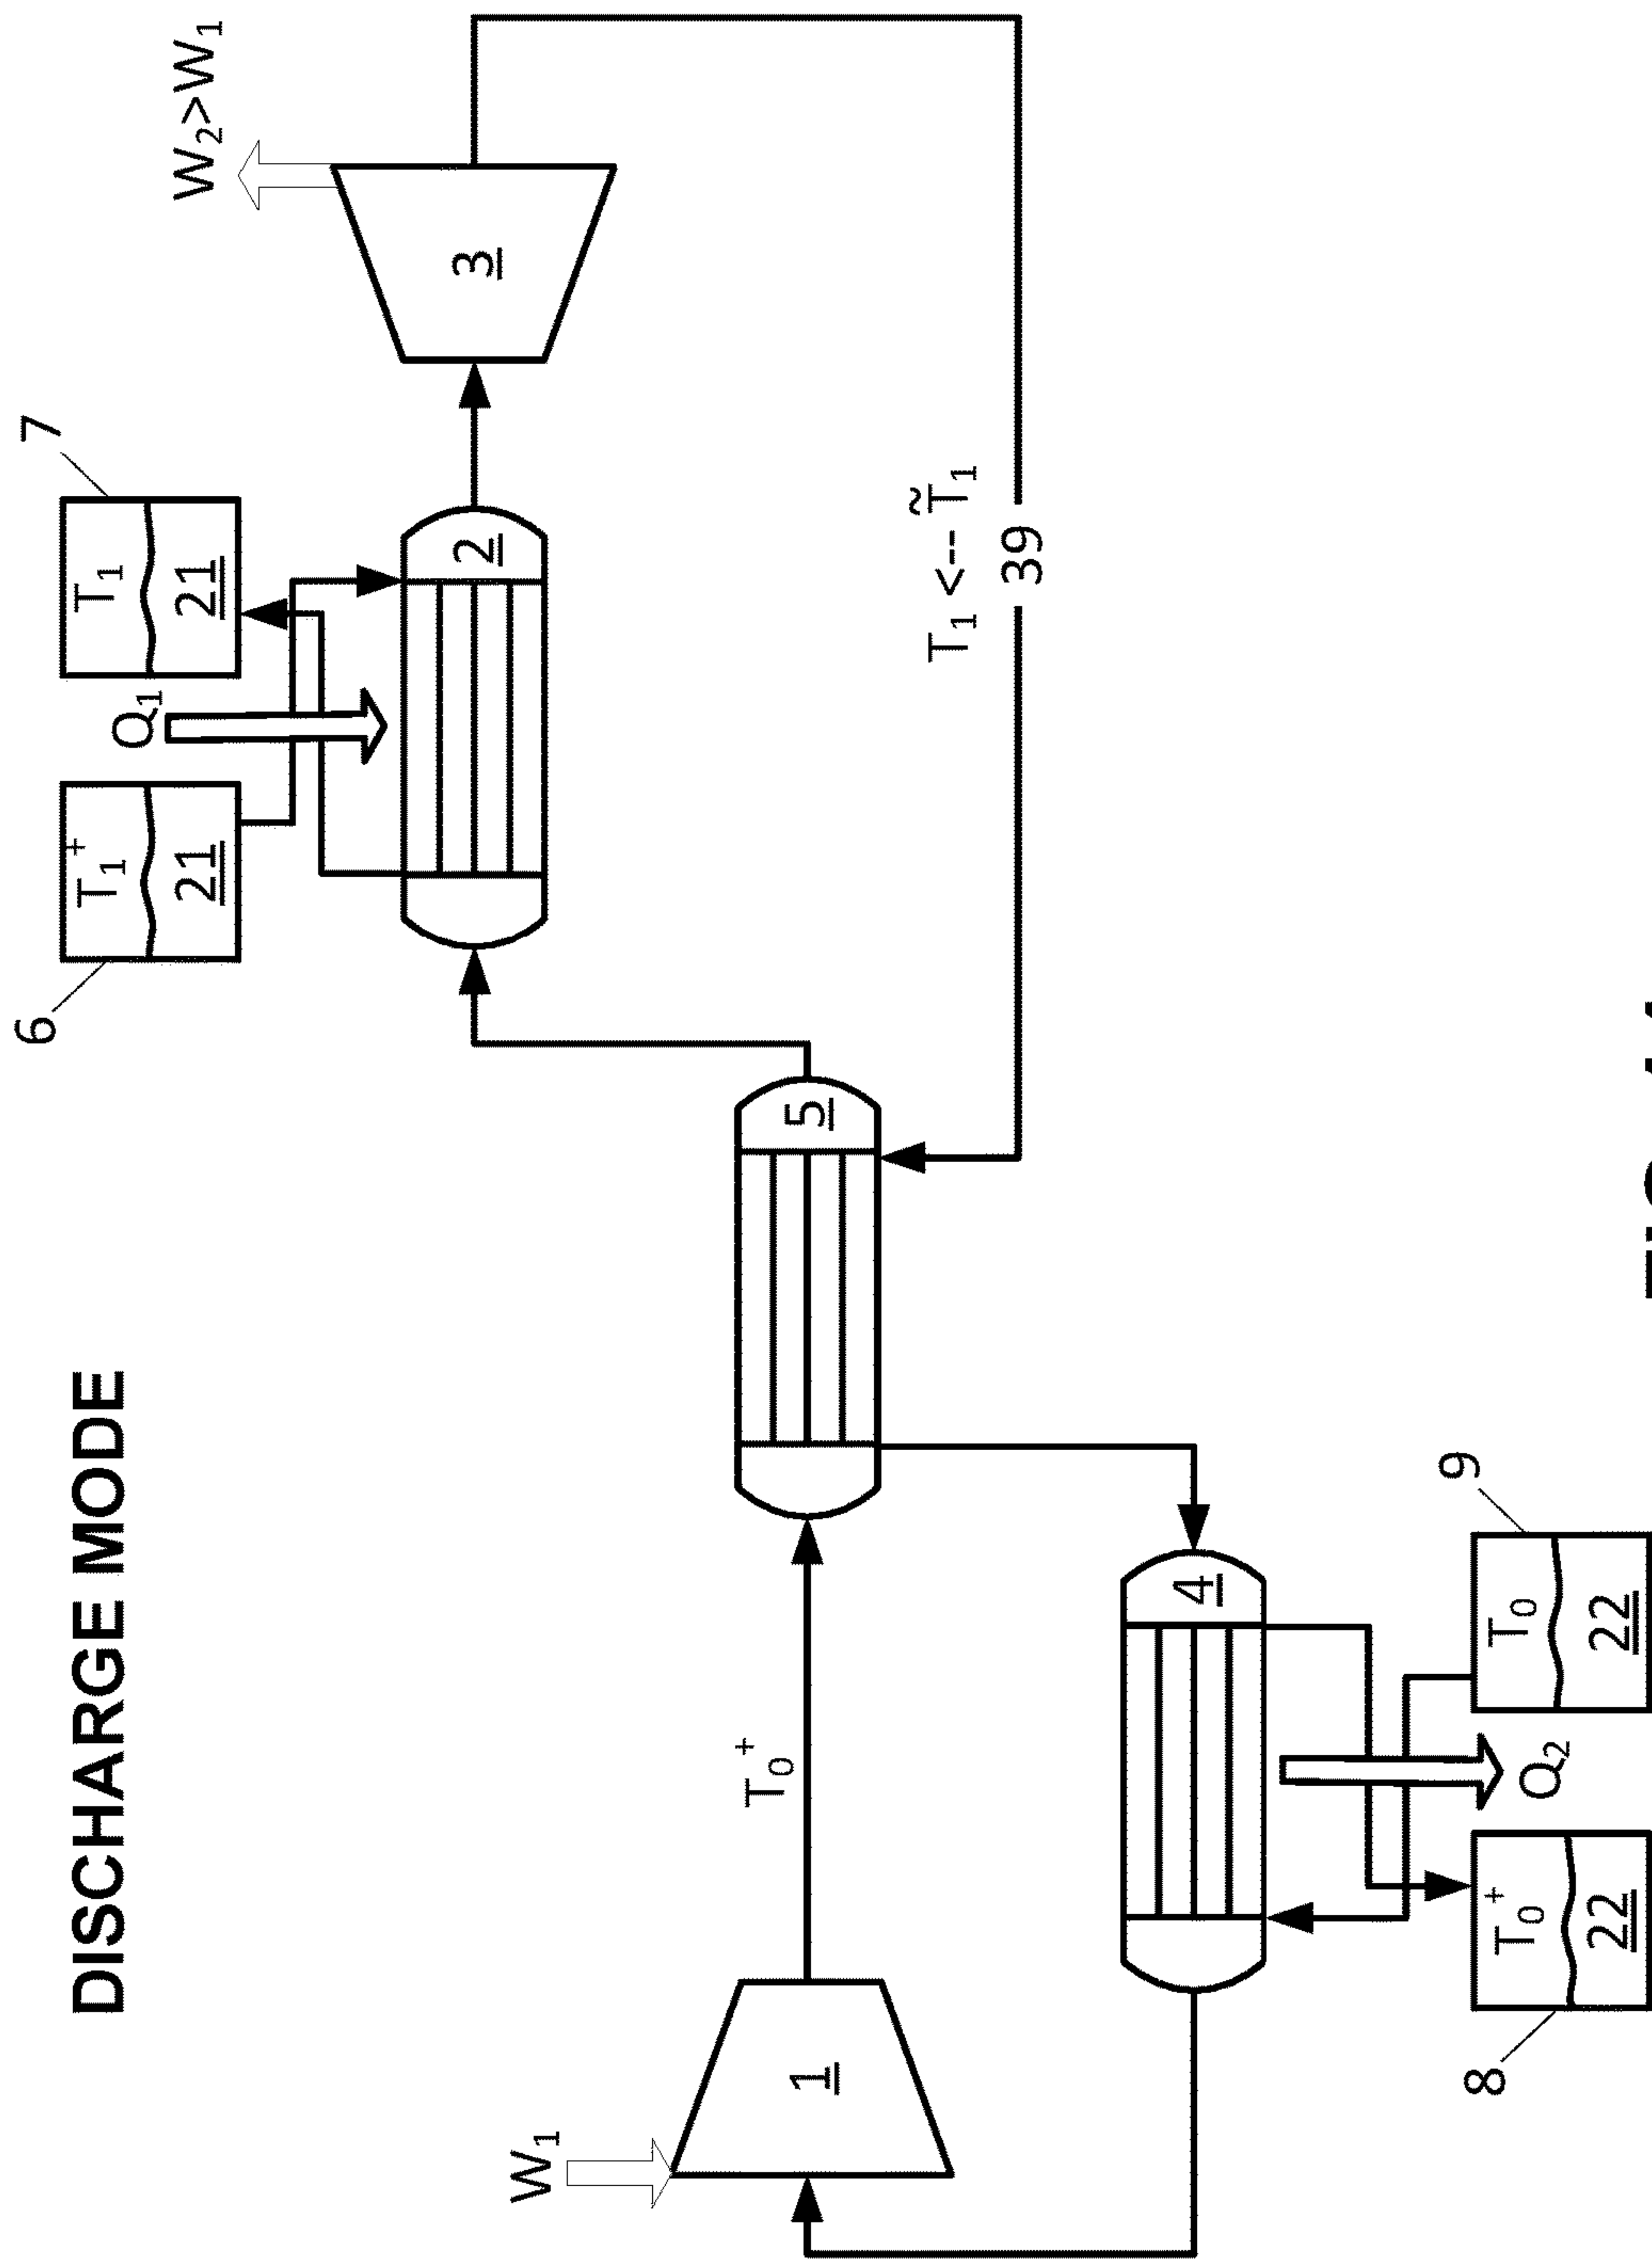 DISCHARGE MODE
6
7
T₁⁺
21
Q₁
T₁
21
W₂>W₁
2
3
W₁
1
T₀⁺
5
T₁ <-- T̃₁
39
4
8
9
T₀⁺
22
Q₂
T₀
22